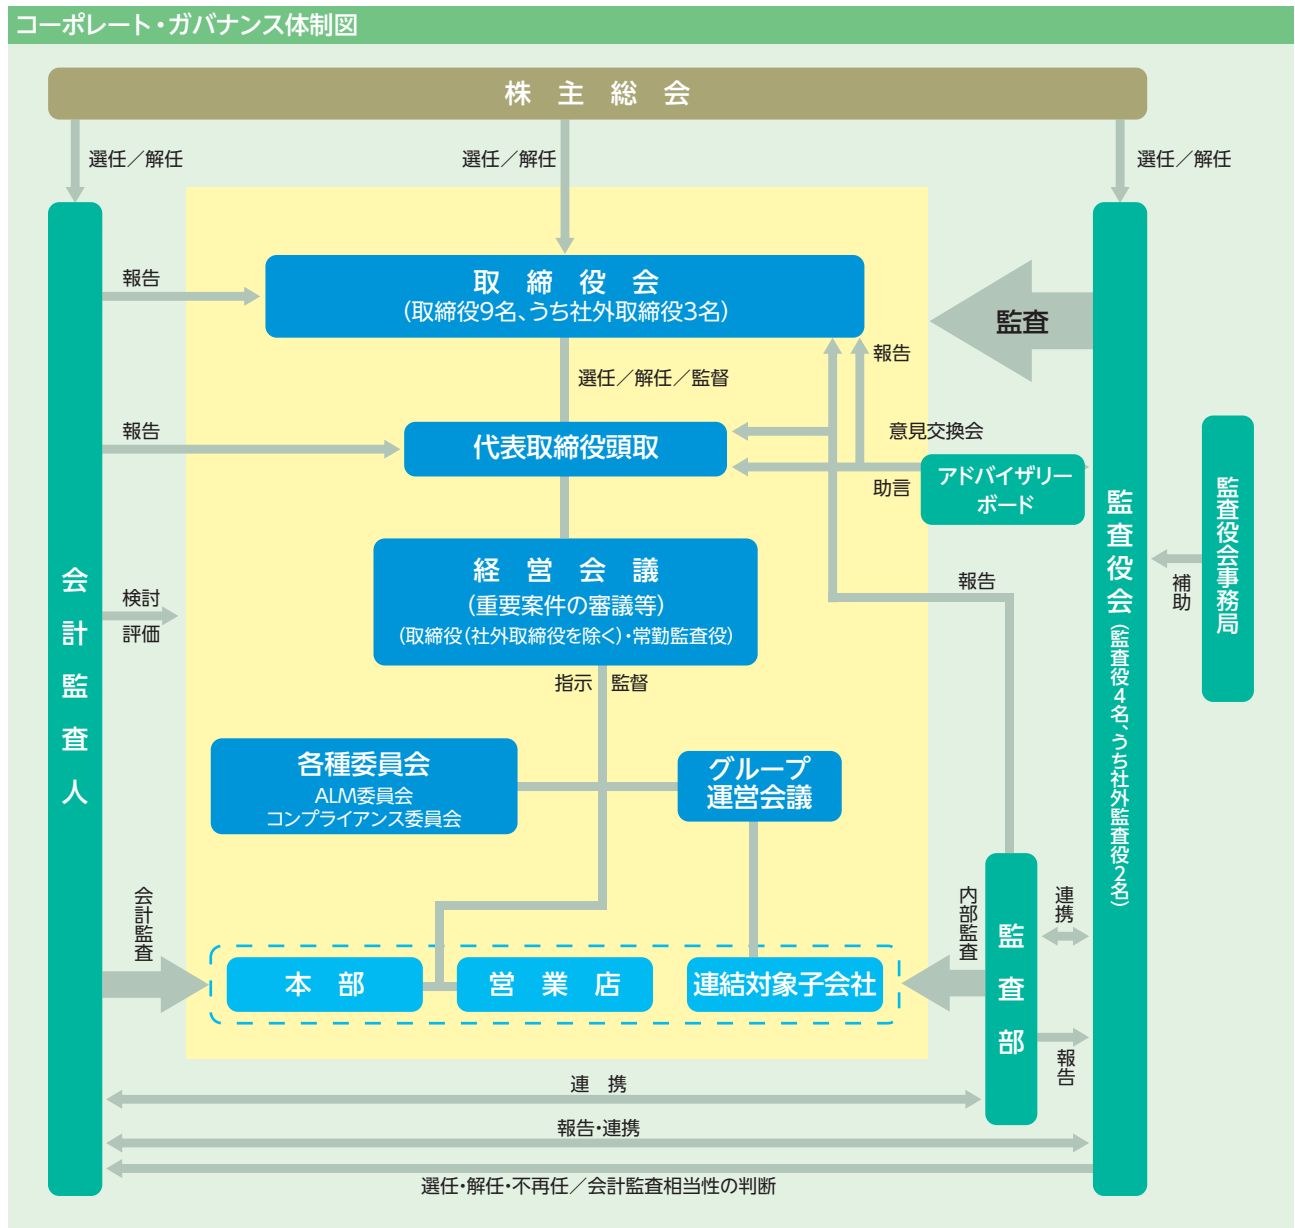 コーポレート・ガバナンス体制図
株主総会
選任／解任
選任／解任
選任／解任
取締役会
（取締役9名、うち社外取締役3名）
報告
監査
選任／解任／監督
報告
代表取締役頭取
報告
意見交換会
助言
アドバイザリー
ボード
経営会議
（重要案件の審議等）
（取締役（社外取締役を除く）・常勤監査役）
検討
評価
報告
補助
監査役会事務局
会計監査人
監査役会（監査役4名、うち社外監査役2名）
指示
監督
各種委員会
ALM委員会
コンプライアンス委員会
グループ
運営会議
会計監査
内部監査
連携
監査部
本部
営業店
連結対象子会社
報告
連携
報告・連携
選任・解任・不再任／会計監査相当性の判断